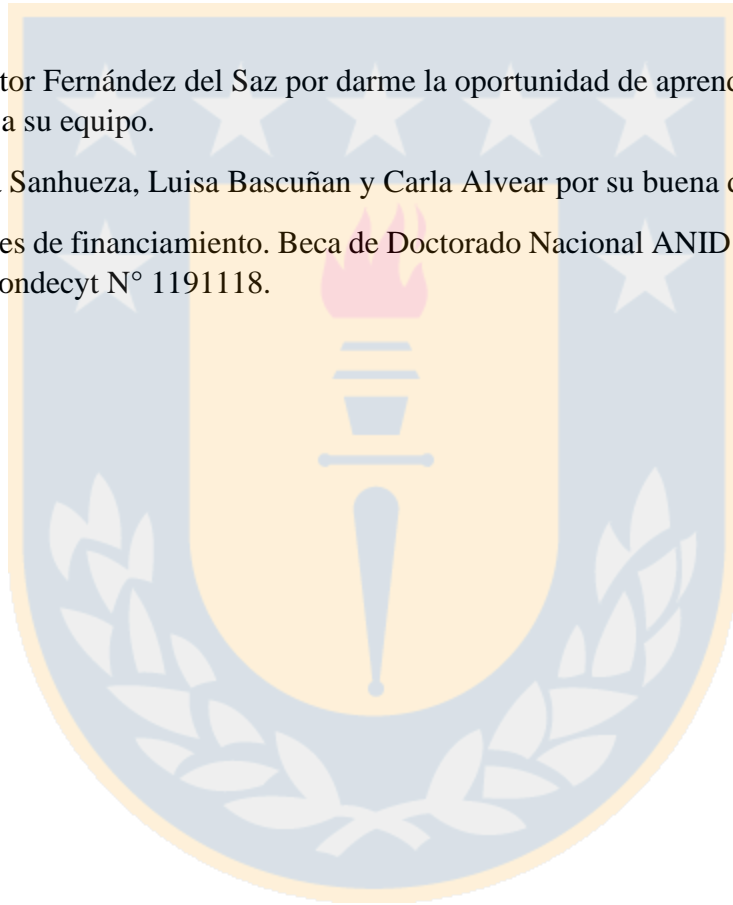 tor Fernández del Saz por darme la oportunidad de aprend
a su equipo.
Sanhueza, Luisa Bascuñan y Carla Alvear por su buena
es de financiamiento. Beca de Doctorado Nacional ANID
ondecyt N° 1191118.